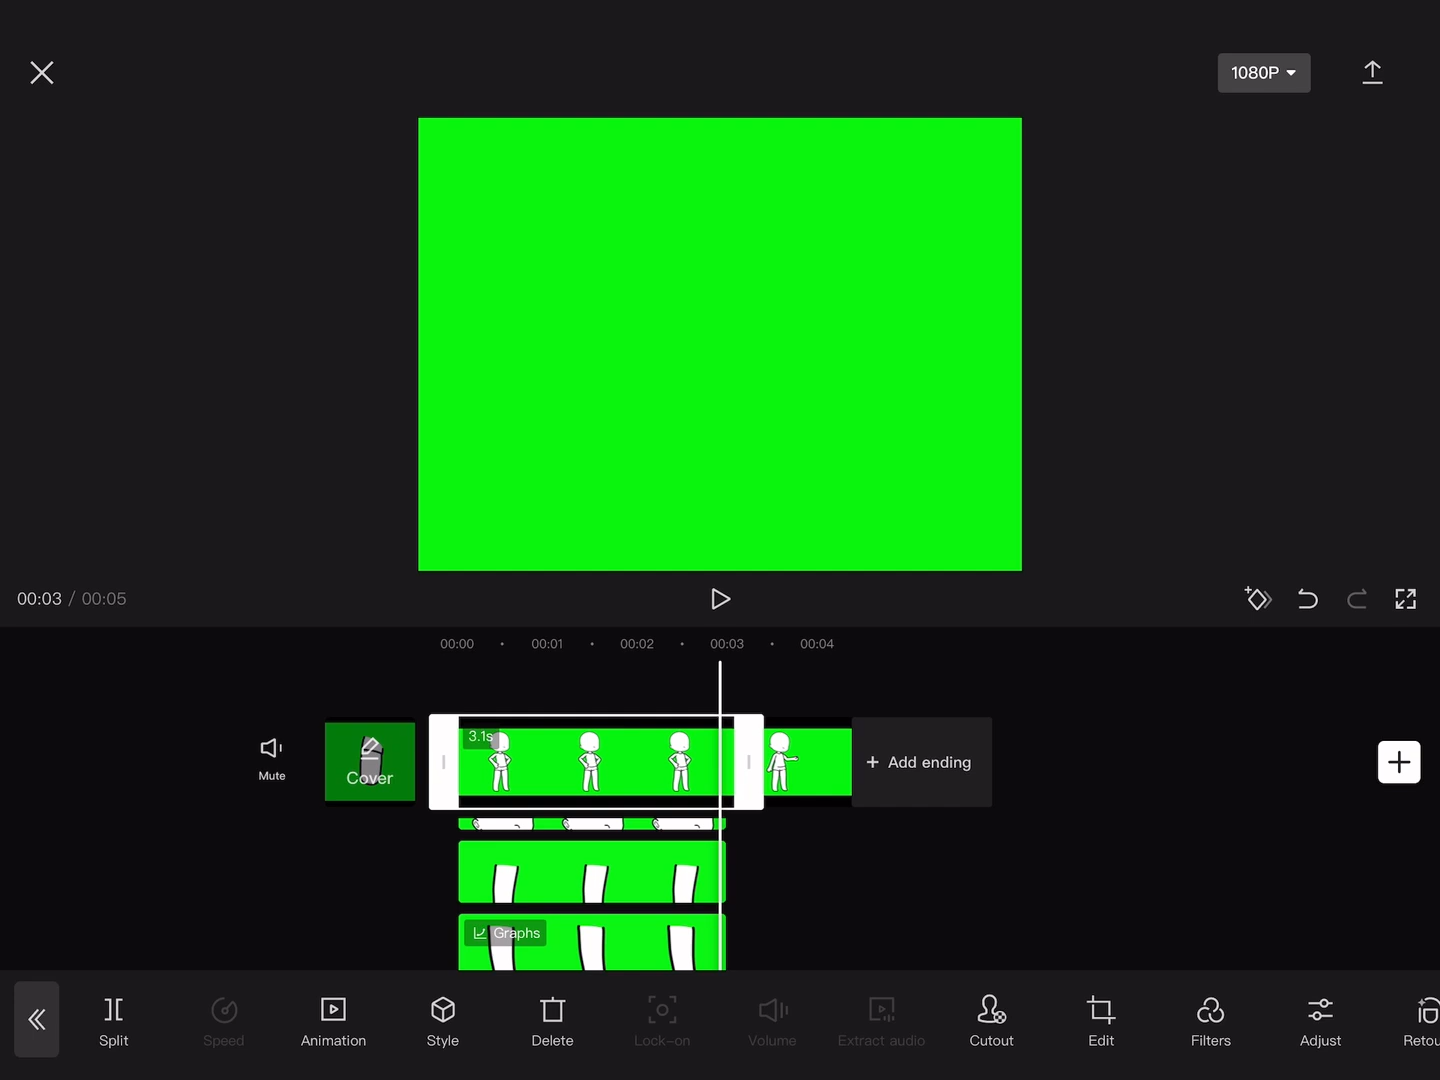 1080P
00:03 / 00:05
00:00 00:01 00:02 00:03 00:04
3.1s
Mute
Cover
+ Add ending
Graphs
Split
Speed
Animation
Style
Delete
Lock-on
Volume
Extract audio
Cutout
Edit
Filters
Adjust
Retou